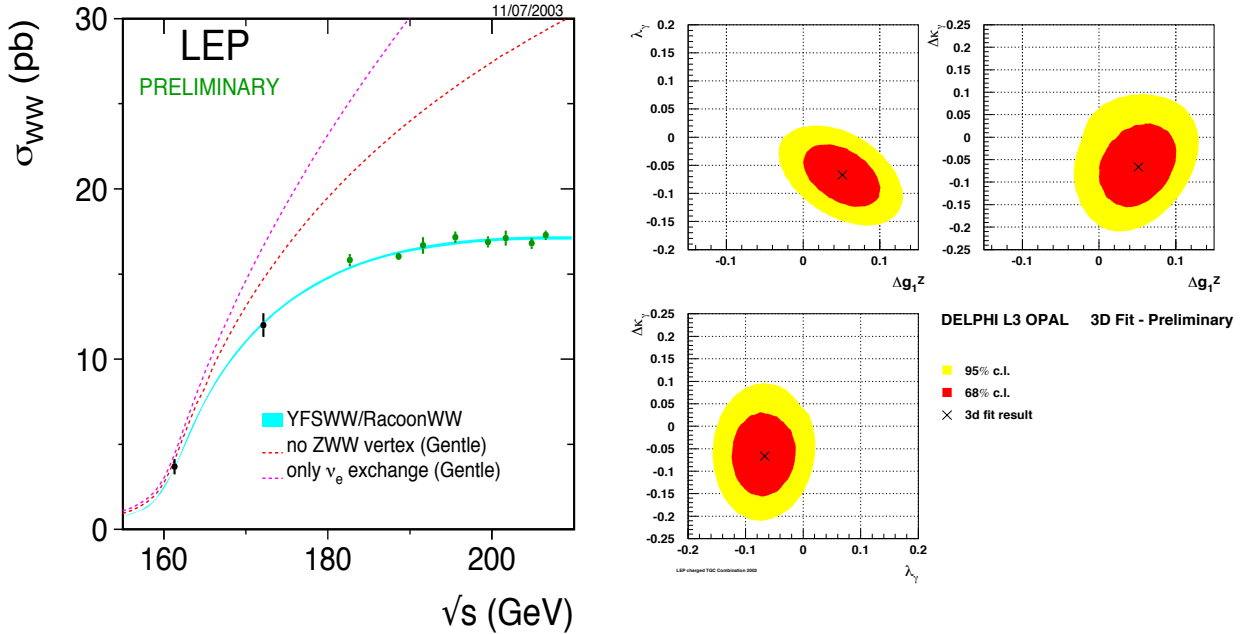 11/07/2003
LEP
PRELIMINARY
σWW (pb)
30
20
10
0
YFSWW/RacoonWW
no ZWW vertex (Gentle)
only νe exchange (Gentle)
160 180 200
√s (GeV)
λγ
0.2
0.15
0.1
0.05
0
-0.05
-0.1
-0.15
-0.2
-0.1 0 0.1
Δg1Z
Δκγ
0.25
0.2
0.15
0.1
0.05
0
-0.05
-0.1
-0.15
-0.2
-0.25
-0.1 0 0.1
Δg1Z
Δκγ
0.25
0.2
0.15
0.1
0.05
0
-0.05
-0.1
-0.15
-0.2
-0.25
-0.2 -0.1 0 0.1 0.2
λγ
LEP charged TGC Combination 2002
DELPHI L3 OPAL 3D Fit - Preliminary
95% c.l.
68% c.l.
3d fit result